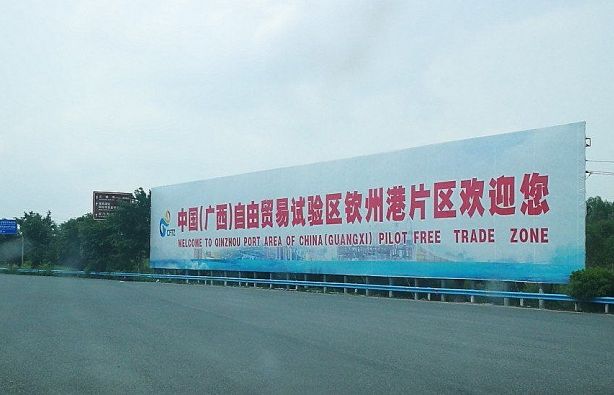 中国(广西)自由贸易试验区钦州港片区欢迎您
WELCOME TO QINZHOU PORT AREA OF CHINA(GUANGXI) PILOT FREE TRADE ZONE
CFTZ